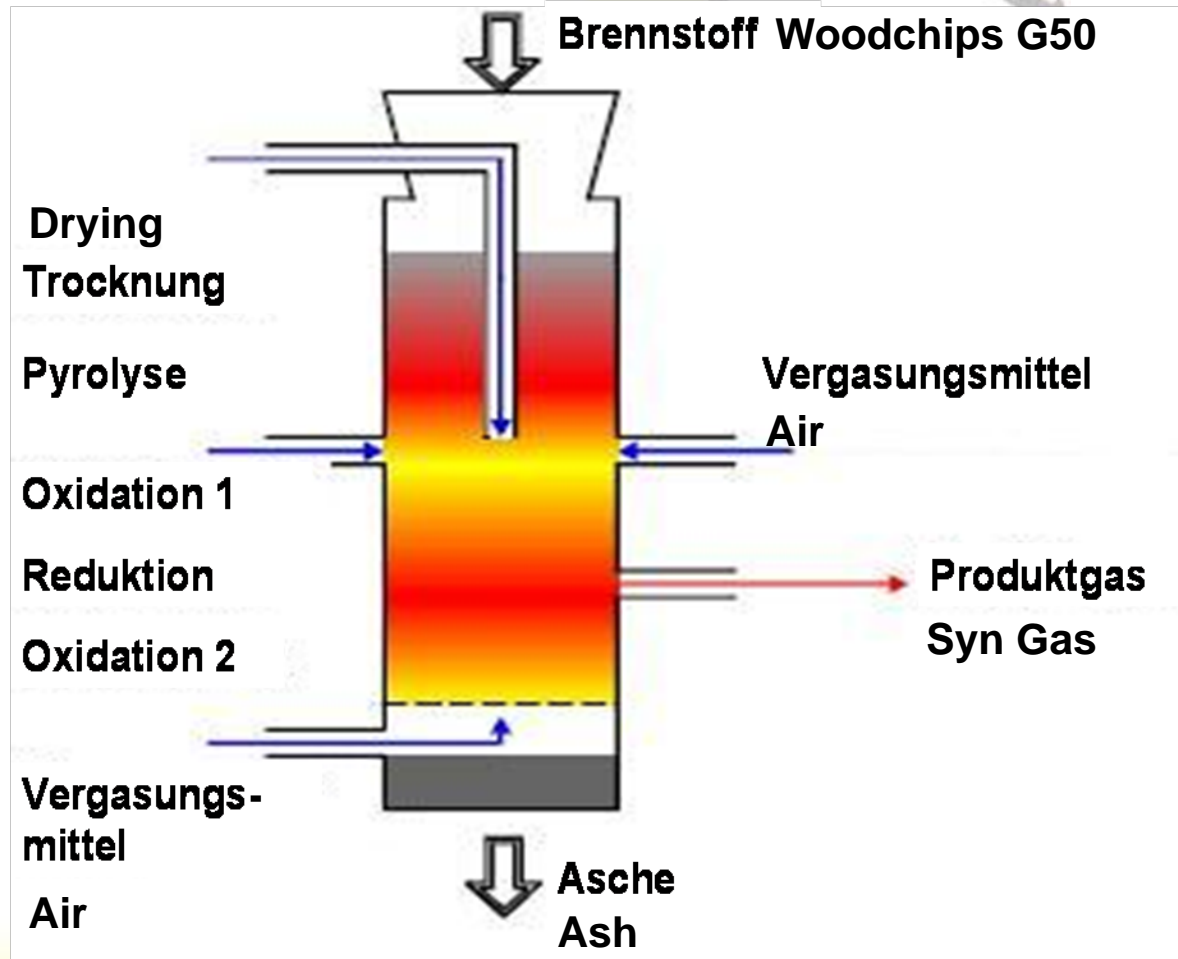 Brennstoff Woodchips G50
Drying
Trocknung
Pyrolyse
Vergasungsmittel
Air
Oxidation 1
Reduktion
Produktgas
Syn Gas
Oxidation 2
Vergasungs-
mittel
Air
Asche
Ash